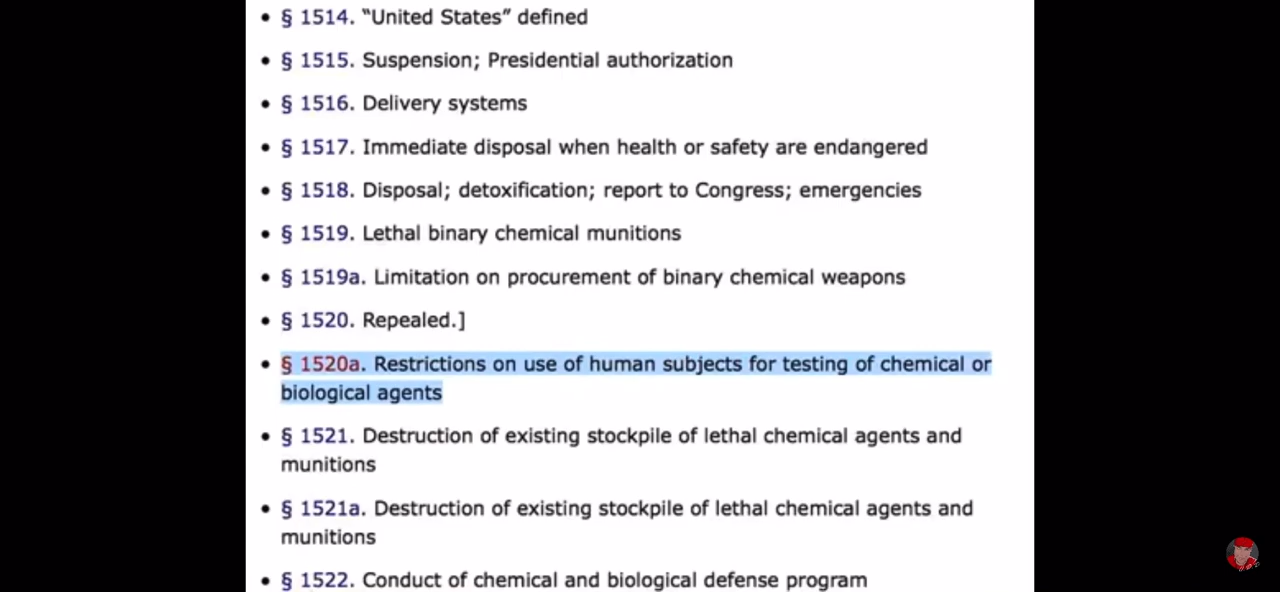 • § 1514. “United States” defined
• § 1515. Suspension; Presidential authorization
• § 1516. Delivery systems
• § 1517. Immediate disposal when health or safety are endangered
• § 1518. Disposal; detoxification; report to Congress; emergencies
• § 1519. Lethal binary chemical munitions
• § 1519a. Limitation on procurement of binary chemical weapons
• § 1520. Repealed.]
• § 1520a. Restrictions on use of human subjects for testing of chemical or
biological agents
• § 1521. Destruction of existing stockpile of lethal chemical agents and
munitions
• § 1521a. Destruction of existing stockpile of lethal chemical agents and
munitions
• § 1522. Conduct of chemical and biological defense program